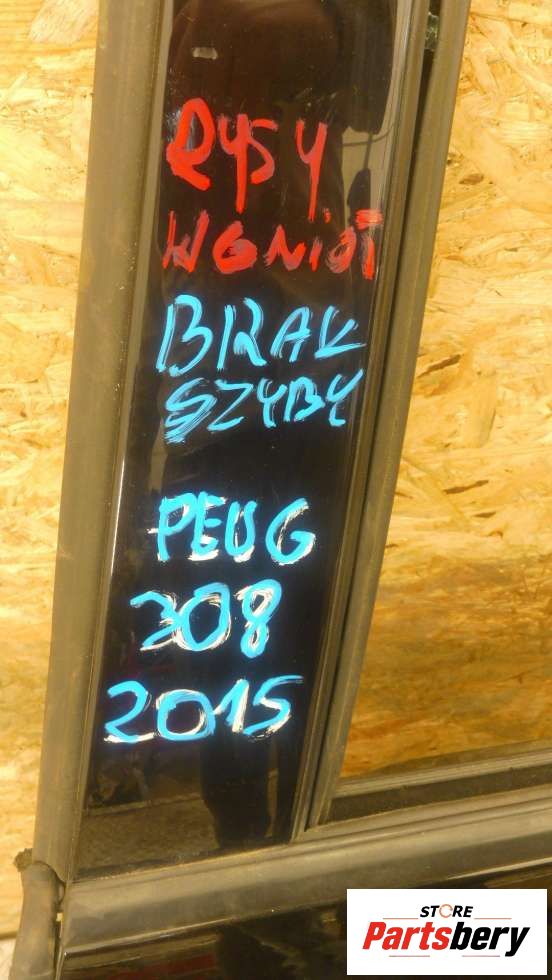 RYSY
WGNIOT
BRAK
SZYBY
PEUG
308
2015
STORE
Partsbery